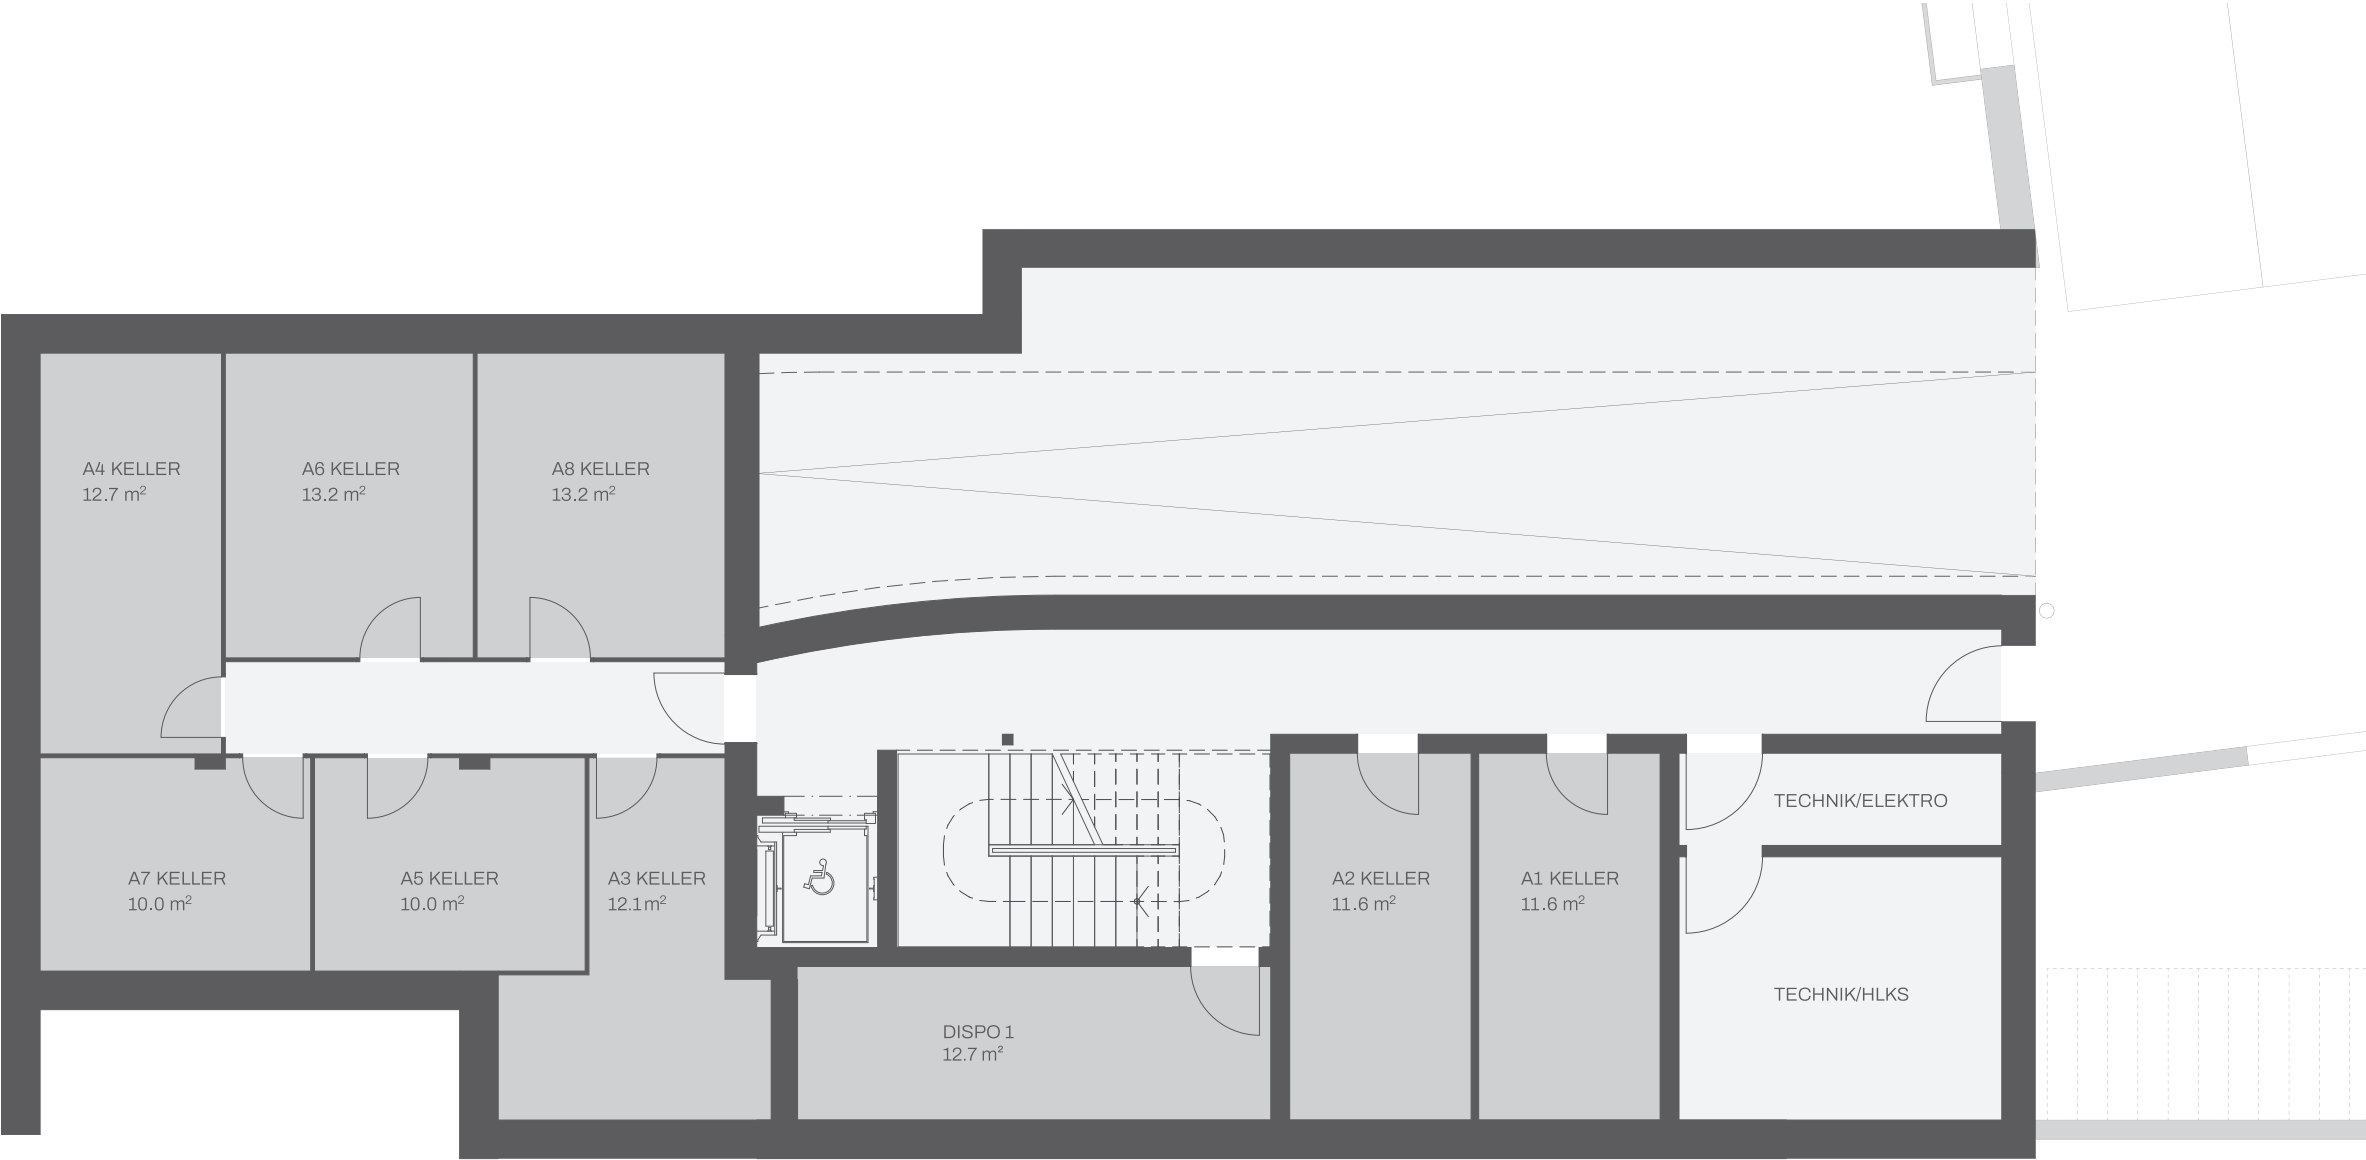 A4 KELLER
12.7 m²
A6 KELLER
13.2 m²
A8 KELLER
13.2 m²
TECHNIK/ELEKTRO
A7 KELLER
10.0 m²
A5 KELLER
10.0 m²
A3 KELLER
12.1 m²
A2 KELLER
11.6 m²
A1 KELLER
11.6 m²
TECHNIK/HLKS
DISPO 1
12.7 m²